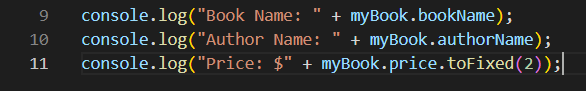 9 console.log("Book Name: " + myBook.bookName);
10 console.log("Author Name: " + myBook.authorName);
11 console.log("Price: $" + myBook.price.toFixed(2));